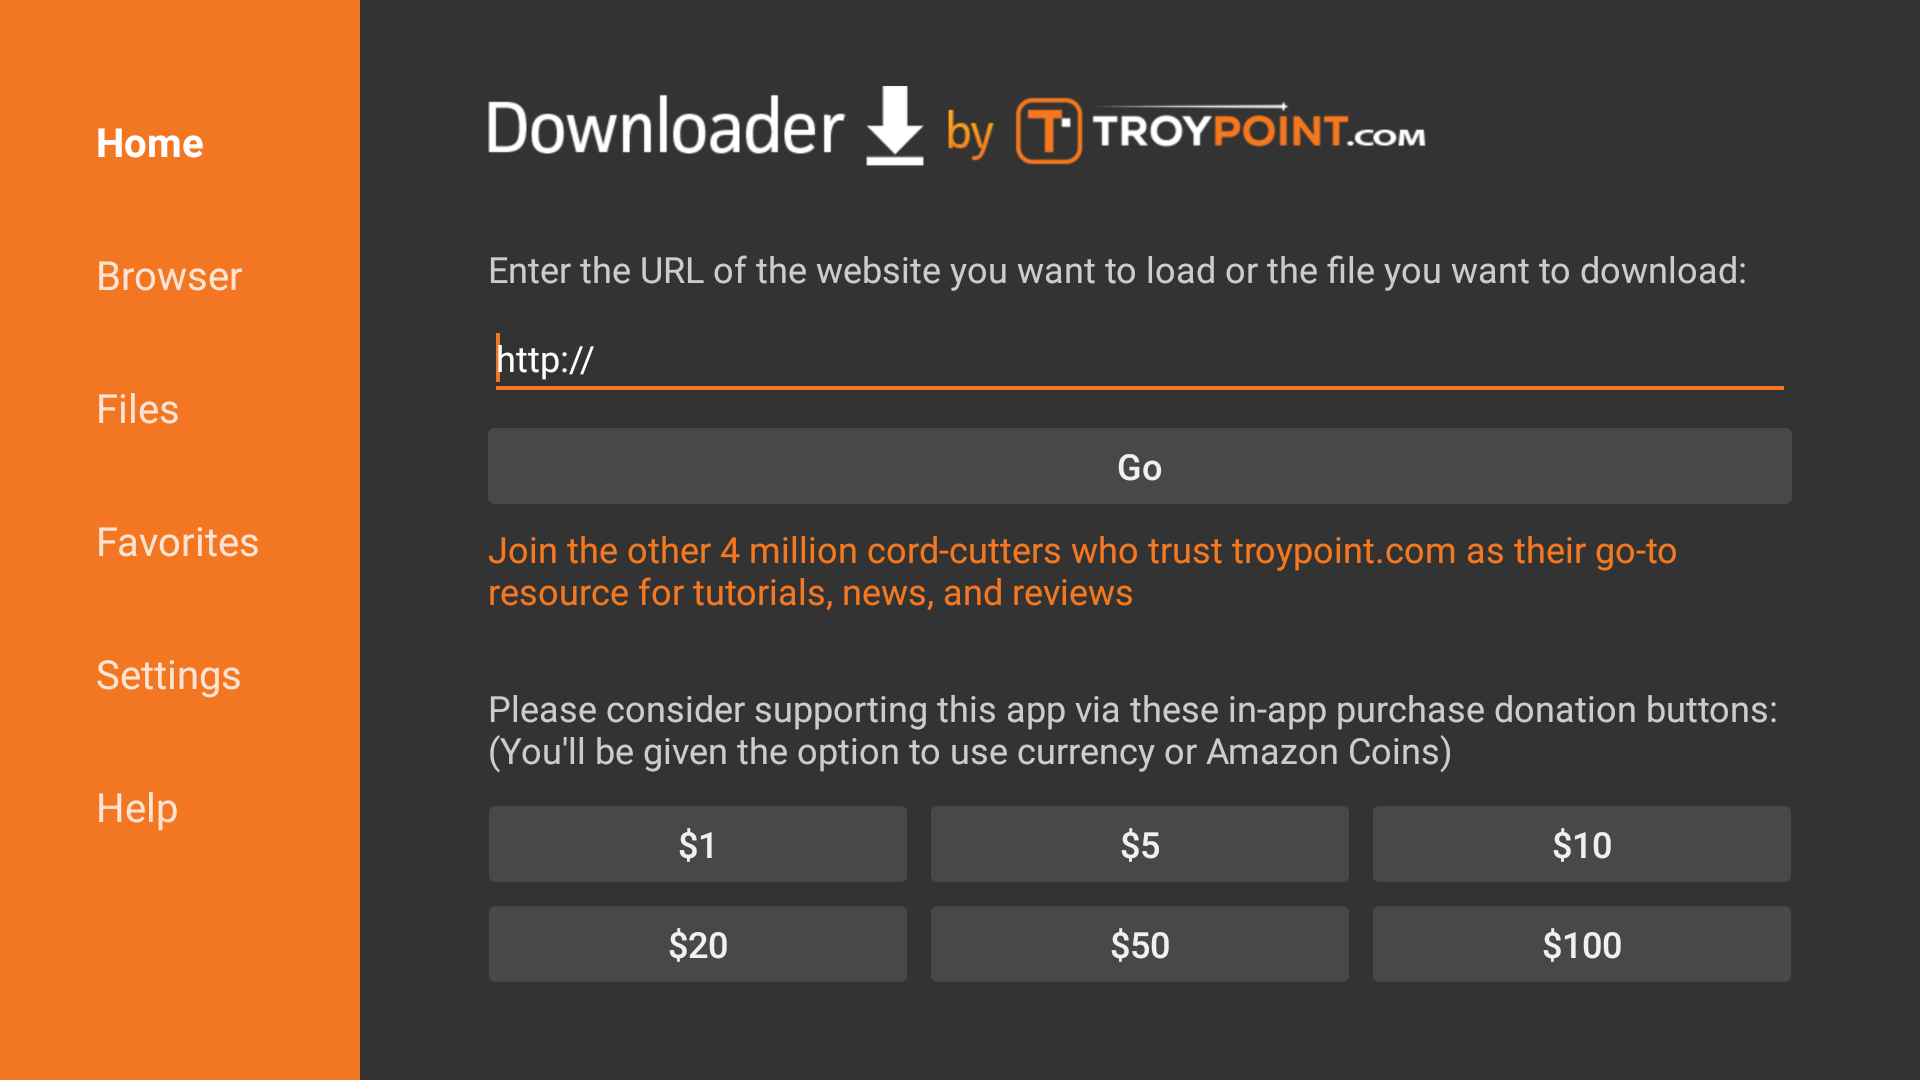 Home
Browser
Files
Favorites
Settings
Help
Downloader by TROYPOINT.COM
Enter the URL of the website you want to load or the file you want to download:
http://
Go
Join the other 4 million cord-cutters who trust troypoint.com as their go-to
resource for tutorials, news, and reviews
Please consider supporting this app via these in-app purchase donation buttons:
(You'll be given the option to use currency or Amazon Coins)
$1 $5 $10
$20 $50 $100